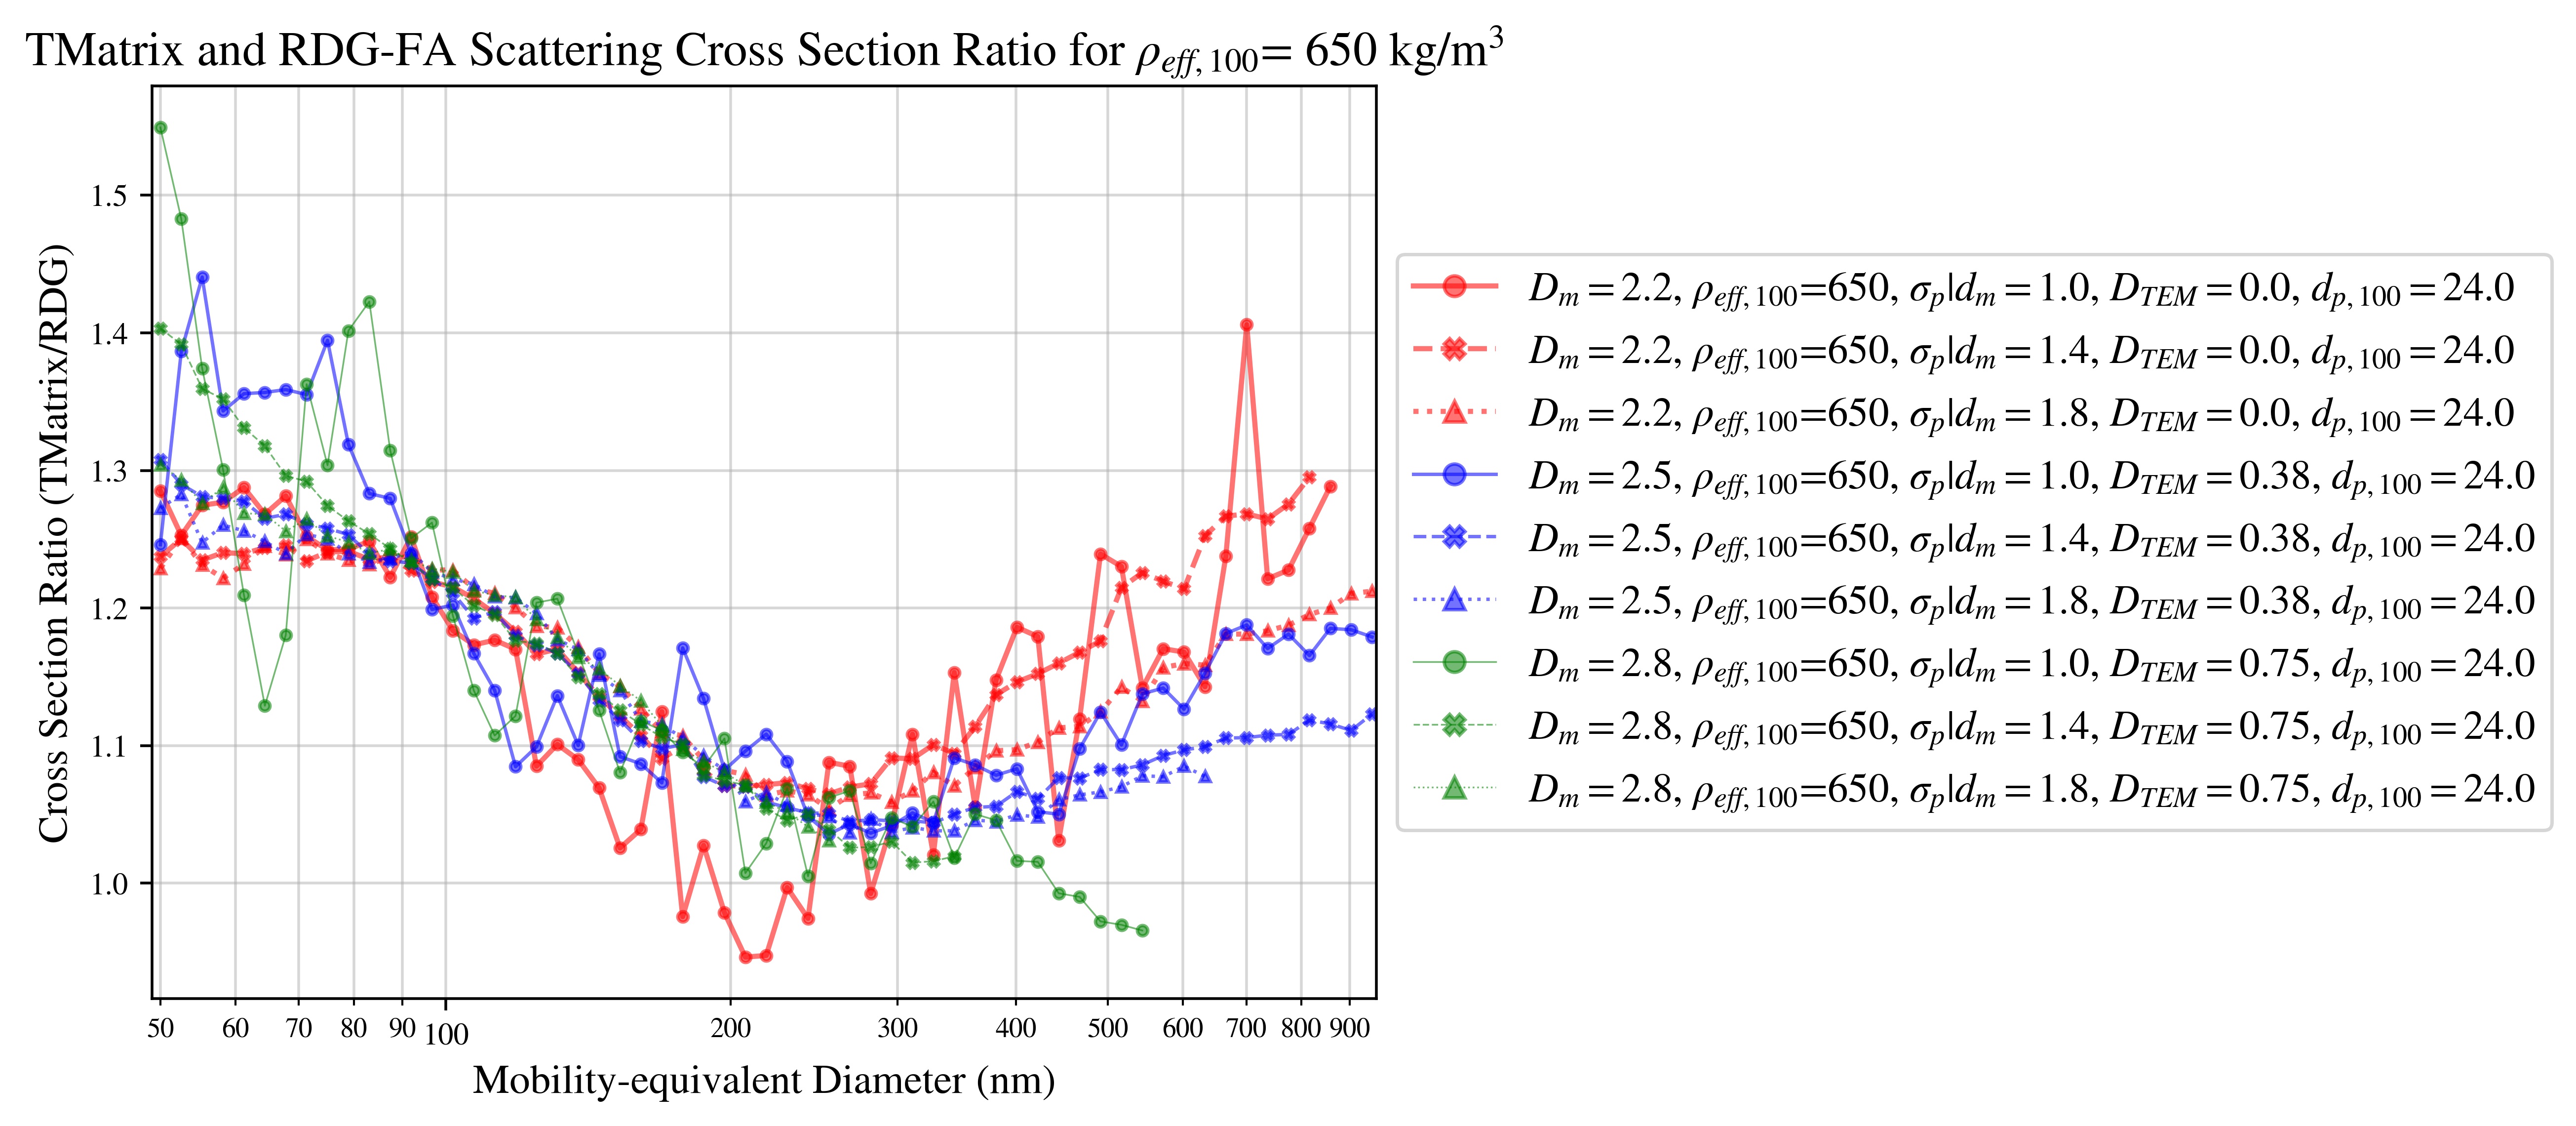 TMatrix and RDG-FA Scattering Cross Section Ratio for ρeff,100= 650 kg/m³
Cross Section Ratio (TMatrix/RDG)
1.5
1.4
1.3
1.2
1.1
1.0
50 60 70 80 90 100 200 300 400 500 600 700 800 900
Mobility-equivalent Diameter (nm)
Dm = 2.2, ρeff,100=650, σp|dm = 1.0, DTEM = 0.0, dp,100 = 24.0
Dm = 2.2, ρeff,100=650, σp|dm = 1.4, DTEM = 0.0, dp,100 = 24.0
Dm = 2.2, ρeff,100=650, σp|dm = 1.8, DTEM = 0.0, dp,100 = 24.0
Dm = 2.5, ρeff,100=650, σp|dm = 1.0, DTEM = 0.38, dp,100 = 24.0
Dm = 2.5, ρeff,100=650, σp|dm = 1.4, DTEM = 0.38, dp,100 = 24.0
Dm = 2.5, ρeff,100=650, σp|dm = 1.8, DTEM = 0.38, dp,100 = 24.0
Dm = 2.8, ρeff,100=650, σp|dm = 1.0, DTEM = 0.75, dp,100 = 24.0
Dm = 2.8, ρeff,100=650, σp|dm = 1.4, DTEM = 0.75, dp,100 = 24.0
Dm = 2.8, ρeff,100=650, σp|dm = 1.8, DTEM = 0.75, dp,100 = 24.0